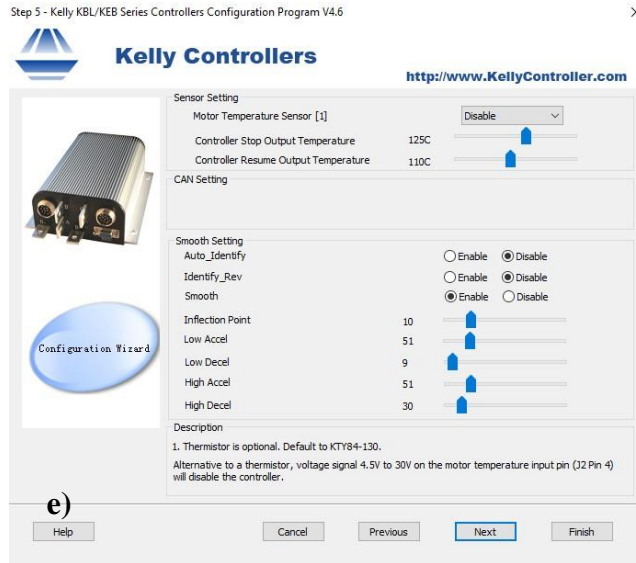 Step 5 - Kelly KBL/KEB Series Controllers Configuration Program V4.6
Kelly Controllers
http://www.KellyController.com
Sensor Setting
Motor Temperature Sensor [1] Disable
Controller Stop Output Temperature 125C
Controller Resume Output Temperature 110C
CAN Setting
Smooth Setting
Auto_Identify Enable Disable
Identify_Rev Enable Disable
Smooth Enable Disable
Inflection Point 10
Low Accel 51
Low Decel 9
High Accel 51
High Decel 30
Configuration Wizard
Description
1. Thermistor is optional. Default to KTY84-130.
Alternative to a thermistor, voltage signal 4.5V to 30V on the motor temperature input pin (J2 Pin 4)
will disable the controller.
e)
Help Cancel Previous Next Finish